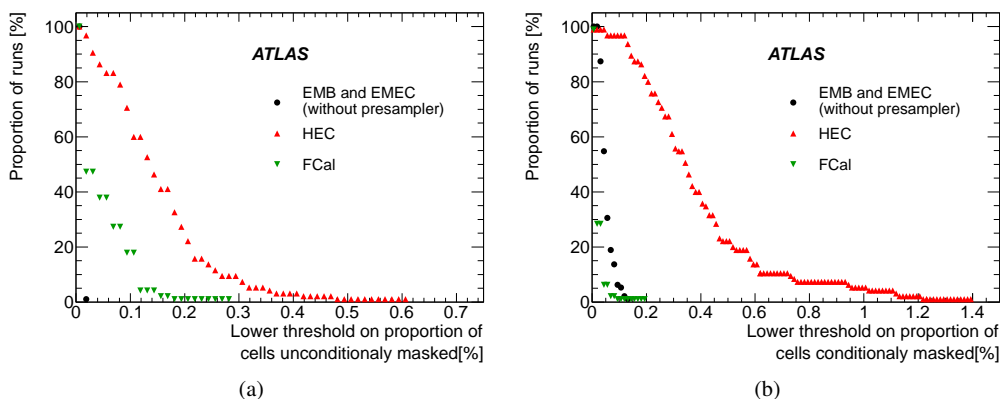 Proportion of runs [%]
100
80
60
40
20
0
ATLAS
EMB and EMEC
(without presampler)
HEC
FCal
0 0.1 0.2 0.3 0.4 0.5 0.6 0.7
Lower threshold on proportion of
cells unconditionaly masked[%]
(a)
Proportion of runs [%]
100
80
60
40
20
0
ATLAS
EMB and EMEC
(without presampler)
HEC
FCal
0 0.2 0.4 0.6 0.8 1 1.2 1.4
Lower threshold on proportion of
cells conditionaly masked[%]
(b)